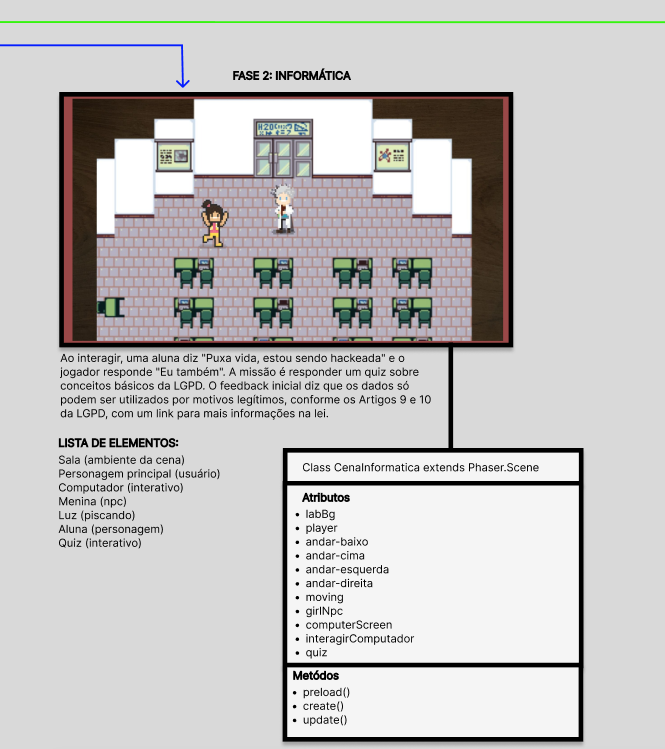 FASE 2: INFORMÁTICA
Ao interagir, uma aluna diz "Puxa vida, estou sendo hackeada" e o
jogador responde "Eu também". A missão é responder um quiz sobre
conceitos básicos da LGPD. O feedback inicial diz que os dados só
podem ser utilizados por motivos legítimos, conforme os Artigos 9 e 10
da LGPD, com um link para mais informações na lei.
LISTA DE ELEMENTOS:
Sala (ambiente da cena)
Personagem principal (usuário)
Computador (interativo)
Menina (npc)
Luz (piscando)
Aluna (personagem)
Quiz (interativo)
Class CenaInformatica extends Phaser.Scene
Atributos
• labBg
• player
• andar-baixo
• andar-cima
• andar-esquerda
• andar-direita
• moving
• girlNpc
• computerScreen
• interagirComputador
• quiz
Metódos
• preload()
• create()
• update()